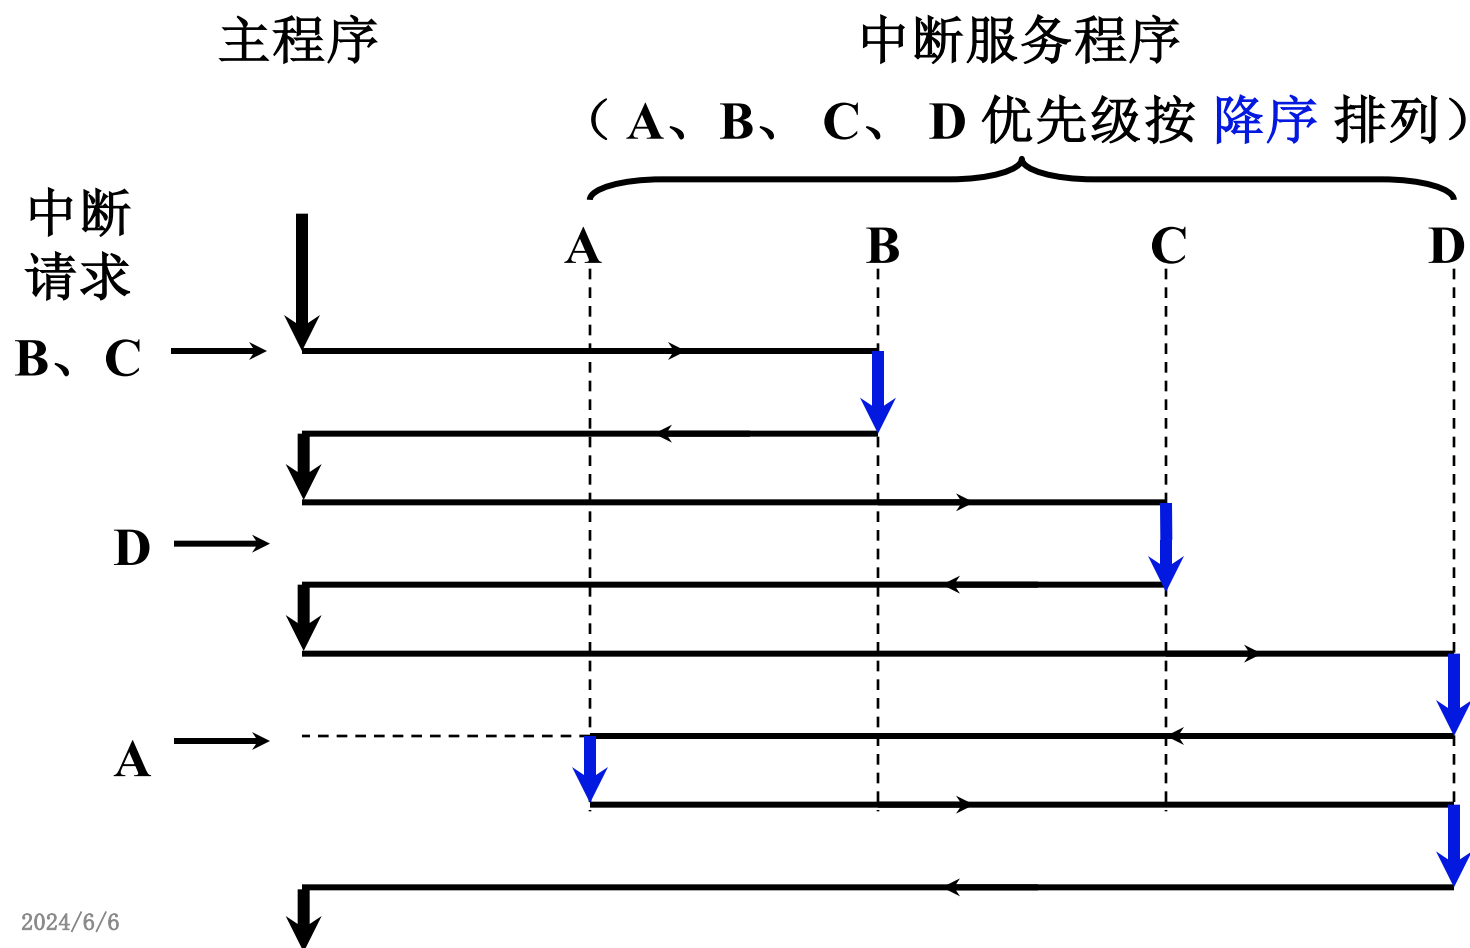 主程序
中断服务程序
（A、B、 C、 D 优先级按 降序 排列）
中断
请求
A
B
C
D
B、C
D
A
2024/6/6